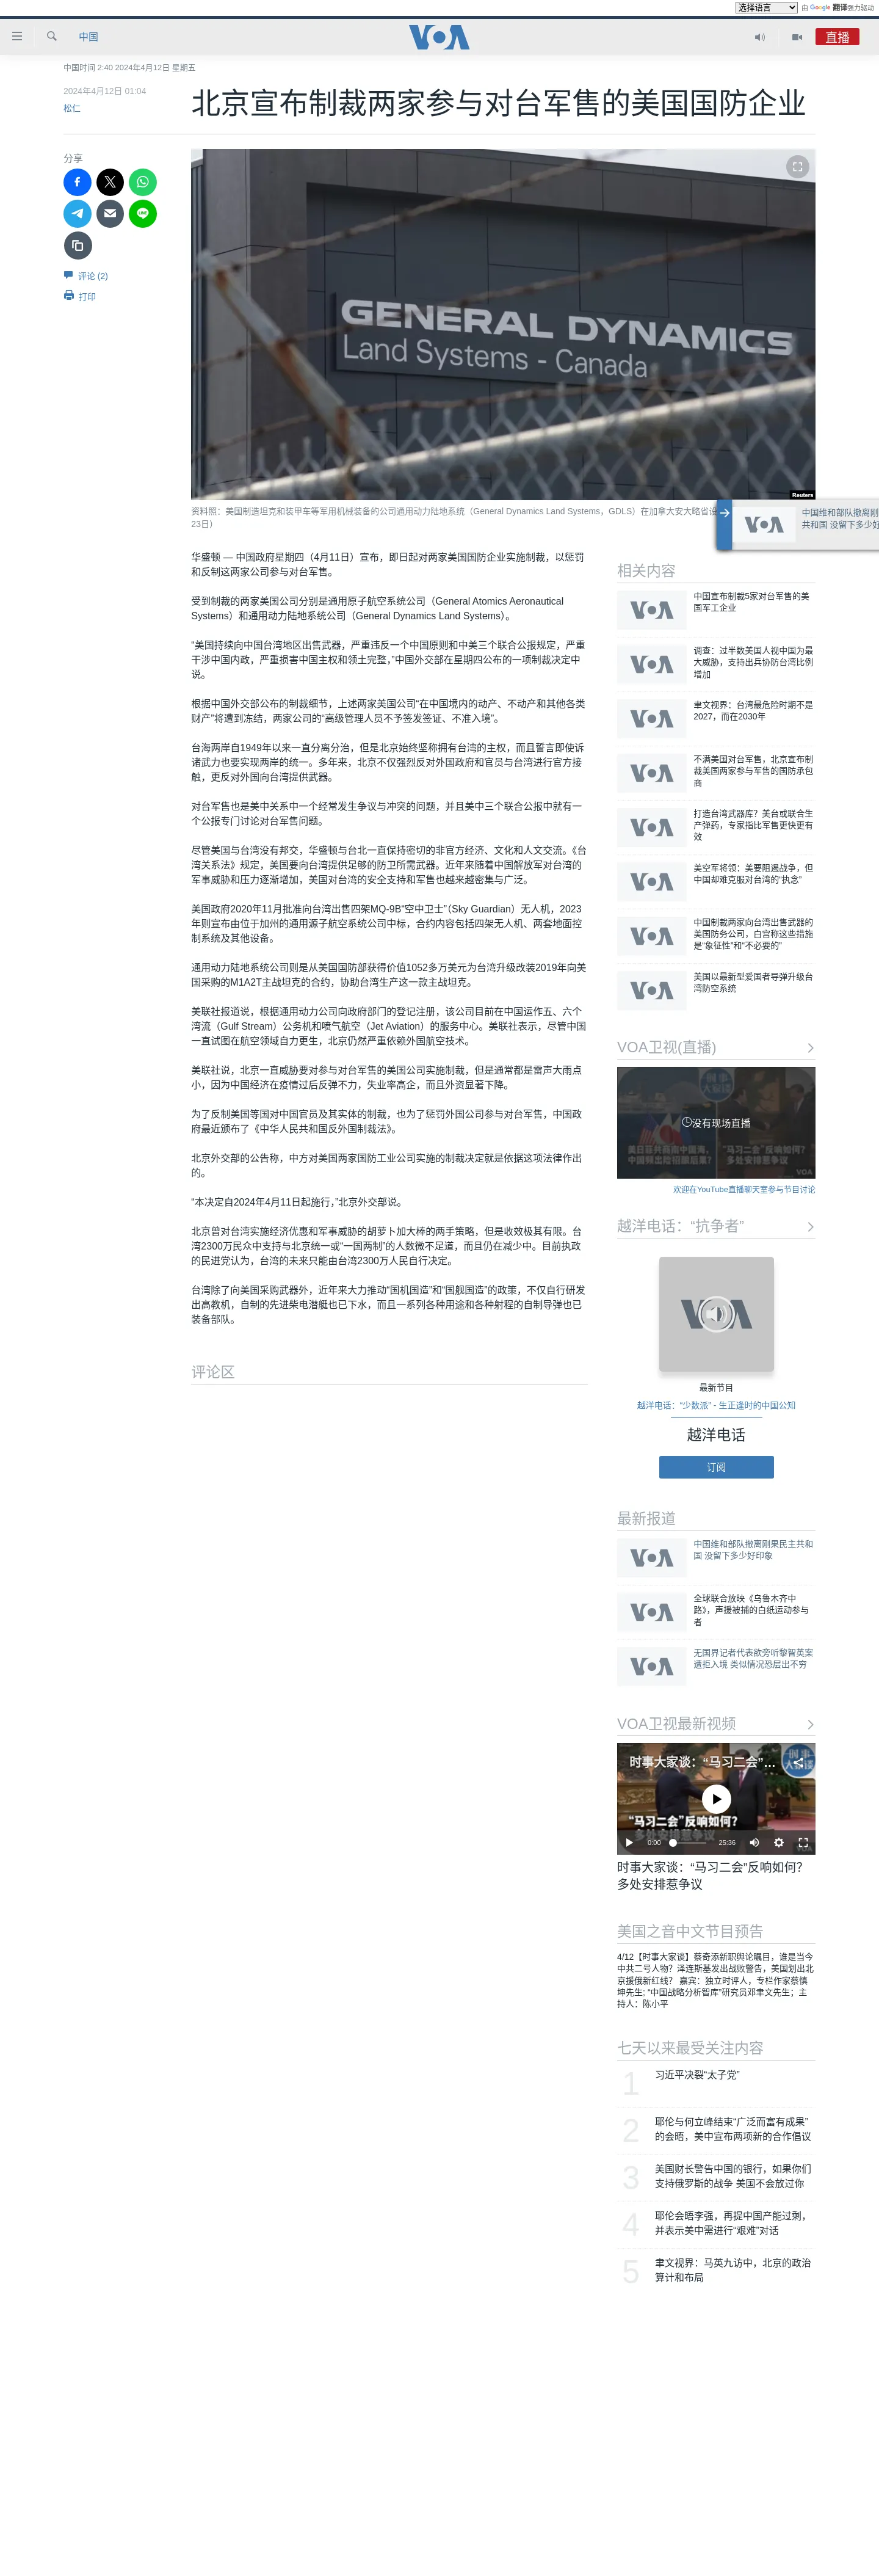 选择语言
由 Google 翻译强力驱动
中国
VOA
直播
中国时间 2:40 2024年4月12日 星期五
2024年4月12日 01:04
松仁
北京宣布制裁两家参与对台军售的美国国防企业
分享
评论 (2)
打印
GENERAL DYNAMICS
Land Systems - Canada
Reuters
资料照：美国制造坦克和装甲车等军用机械装备的公司通用动力陆地系统（General Dynamics Land Systems，GDLS）在加拿大安大略省设
23日）
中国维和部队撤离刚
共和国 没留下多少好
华盛顿 — 中国政府星期四（4月11日）宣布，即日起对两家美国国防企业实施制裁，以惩罚
和反制这两家公司参与对台军售。
受到制裁的两家美国公司分别是通用原子航空系统公司（General Atomics Aeronautical
Systems）和通用动力陆地系统公司（General Dynamics Land Systems）。
“美国持续向中国台湾地区出售武器，严重违反一个中国原则和中美三个联合公报规定，严重
干涉中国内政，严重损害中国主权和领土完整，”中国外交部在星期四公布的一项制裁决定中
说。
根据中国外交部公布的制裁细节，上述两家美国公司“在中国境内的动产、不动产和其他各类
财产”将遭到冻结，两家公司的“高级管理人员不予签发签证、不准入境”。
台海两岸自1949年以来一直分离分治，但是北京始终坚称拥有台湾的主权，而且誓言即使诉
诸武力也要实现两岸的统一。多年来，北京不仅强烈反对外国政府和官员与台湾进行官方接
触，更反对外国向台湾提供武器。
对台军售也是美中关系中一个经常发生争议与冲突的问题，并且美中三个联合公报中就有一
个公报专门讨论对台军售问题。
尽管美国与台湾没有邦交，华盛顿与台北一直保持密切的非官方经济、文化和人文交流。《台
湾关系法》规定，美国要向台湾提供足够的防卫所需武器。近年来随着中国解放军对台湾的
军事威胁和压力逐渐增加，美国对台湾的安全支持和军售也越来越密集与广泛。
美国政府2020年11月批准向台湾出售四架MQ-9B“空中卫士”（Sky Guardian）无人机，2023
年则宣布由位于加州的通用源子航空系统公司中标，合约内容包括四架无人机、两套地面控
制系统及其他设备。
通用动力陆地系统公司则是从美国国防部获得价值1052多万美元为台湾升级改装2019年向美
国采购的M1A2T主战坦克的合约，协助台湾生产这一款主战坦克。
美联社报道说，根据通用动力公司向政府部门的登记注册，该公司目前在中国运作五、六个
湾流（Gulf Stream）公务机和喷气航空（Jet Aviation）的服务中心。美联社表示，尽管中国
一直试图在航空领域自力更生，北京仍然严重依赖外国航空技术。
美联社说，北京一直威胁要对参与对台军售的美国公司实施制裁，但是通常都是雷声大雨点
小，因为中国经济在疫情过后反弹不力，失业率高企，而且外资显著下降。
为了反制美国等国对中国官员及其实体的制裁，也为了惩罚外国公司参与对台军售，中国政
府最近颁布了《中华人民共和国反外国制裁法》。
北京外交部的公告称，中方对美国两家国防工业公司实施的制裁决定就是依据这项法律作出
的。
“本决定自2024年4月11日起施行，”北京外交部说。
北京曾对台湾实施经济优惠和军事威胁的胡萝卜加大棒的两手策略，但是收效极其有限。台
湾2300万民众中支持与北京统一或“一国两制”的人数微不足道，而且仍在减少中。目前执政
的民进党认为，台湾的未来只能由台湾2300万人民自行决定。
台湾除了向美国采购武器外，近年来大力推动“国机国造”和“国舰国造”的政策，不仅自行研发
出高教机，自制的先进柴电潜艇也已下水，而且一系列各种用途和各种射程的自制导弹也已
装备部队。
评论区
相关内容
中国宣布制裁5家对台军售的美
国军工企业
调查：过半数美国人视中国为最
大威胁，支持出兵协防台湾比例
增加
聿文视界：台湾最危险时期不是
2027，而在2030年
不满美国对台军售，北京宣布制
裁美国两家参与军售的国防承包
商
打造台湾武器库？美台或联合生
产弹药，专家指比军售更快更有
效
美空军将领：美要阻遏战争，但
中国却难克服对台湾的“执念”
中国制裁两家向台湾出售武器的
美国防务公司，白宫称这些措施
是“象征性”和“不必要的”
美国以最新型爱国者导弹升级台
湾防空系统
VOA卫视(直播)
没有现场直播
欢迎在YouTube直播聊天室参与节目讨论
越洋电话：“抗争者”
最新节目
越洋电话：“少数派” - 生正逢时的中国公知
越洋电话
订阅
最新报道
中国维和部队撤离刚果民主共和
国 没留下多少好印象
全球联合放映《乌鲁木齐中
路》，声援被捕的白纸运动参与
者
无国界记者代表欲旁听黎智英案
遭拒入境 类似情况恐层出不穷
VOA卫视最新视频
时事大家谈：“马习二会”...
“马习二会”反响如何?
多处安排惹争议
0:00
25:36
时事大家谈：“马习二会”反响如何？
多处安排惹争议
美国之音中文节目预告
4/12【时事大家谈】蔡奇添新职舆论瞩目，谁是当今
中共二号人物？泽连斯基发出战败警告，美国划出北
京援俄新红线？ 嘉宾：独立时评人，专栏作家蔡慎
坤先生；“中国战略分析智库”研究员邓聿文先生；主
持人：陈小平
七天以来最受关注内容
1 习近平决裂“太子党”
2 耶伦与何立峰结束“广泛而富有成果”
的会晤，美中宣布两项新的合作倡议
3 美国财长警告中国的银行，如果你们
支持俄罗斯的战争 美国不会放过你
4 耶伦会晤李强，再提中国产能过剩，
并表示美中需进行“艰难”对话
5 聿文视界：马英九访中，北京的政治
算计和布局